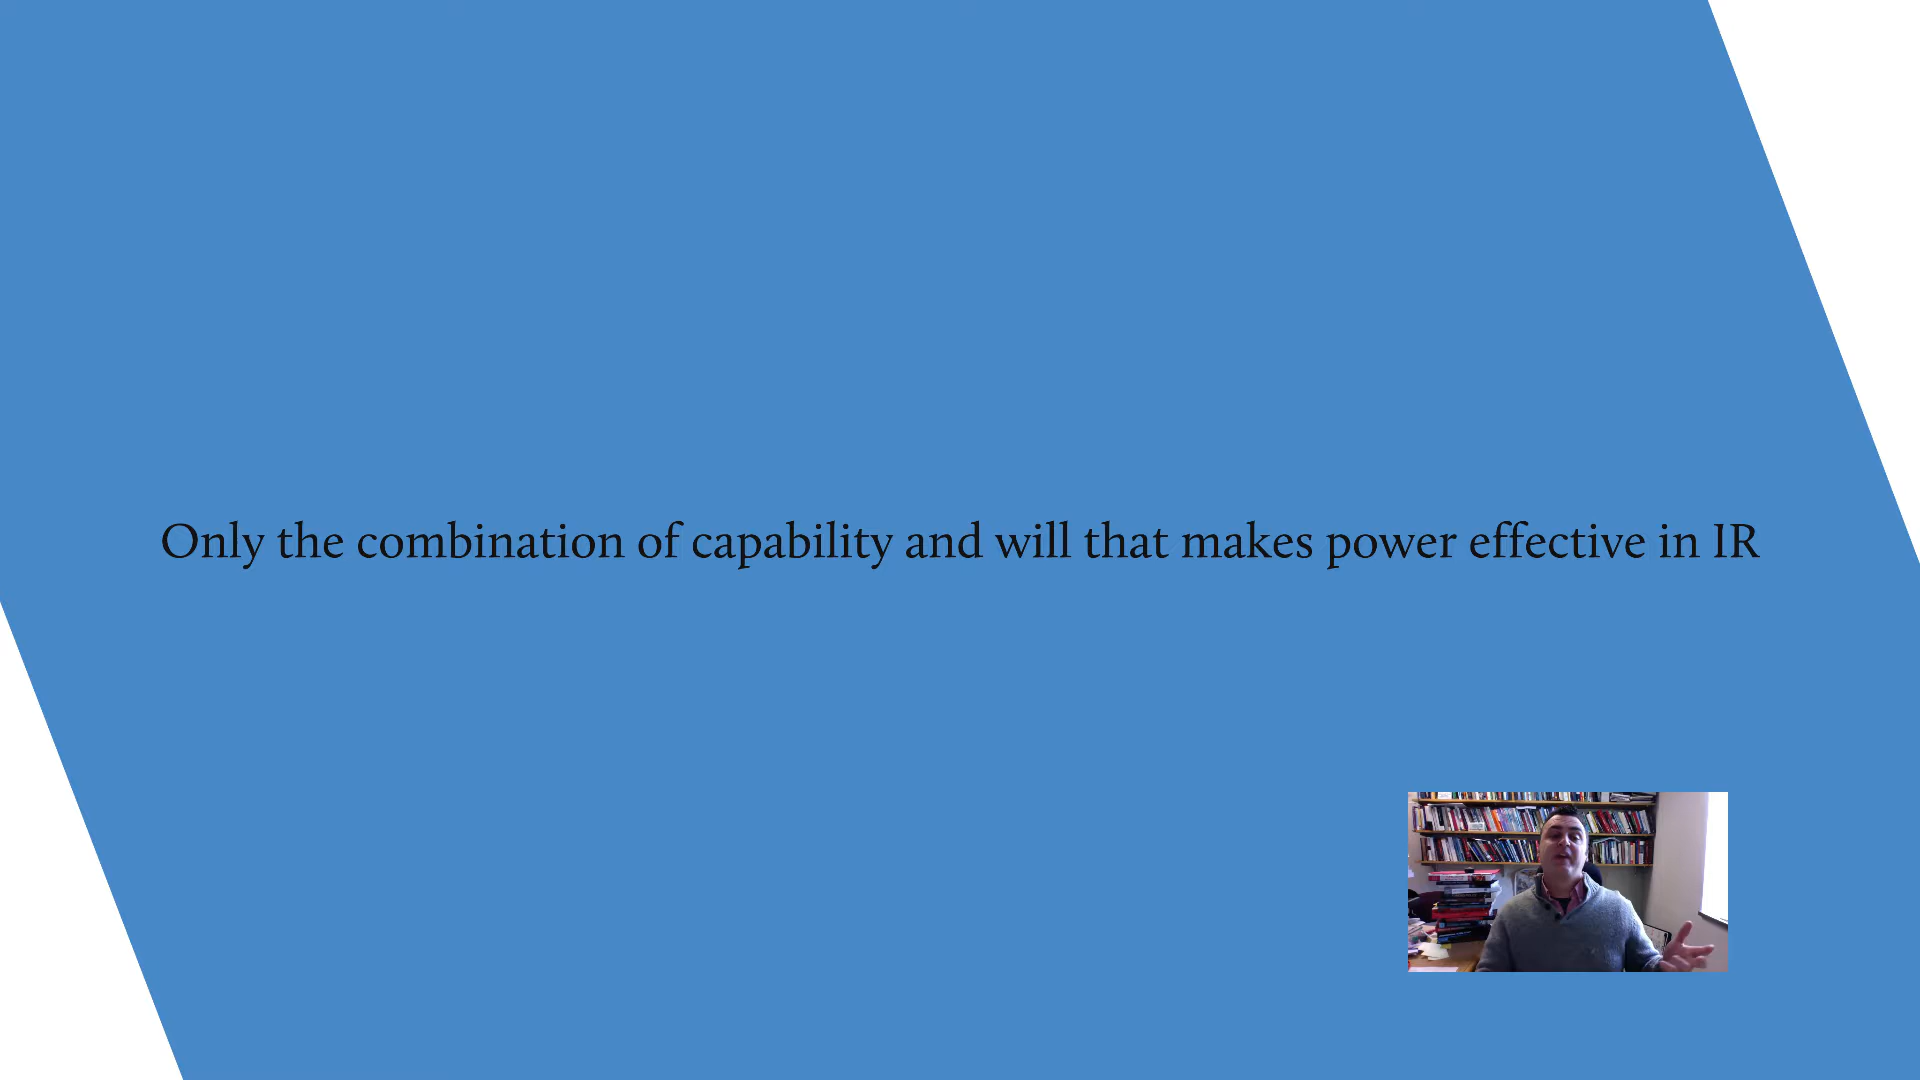 Only the combination of capability and will that makes power effective in IR